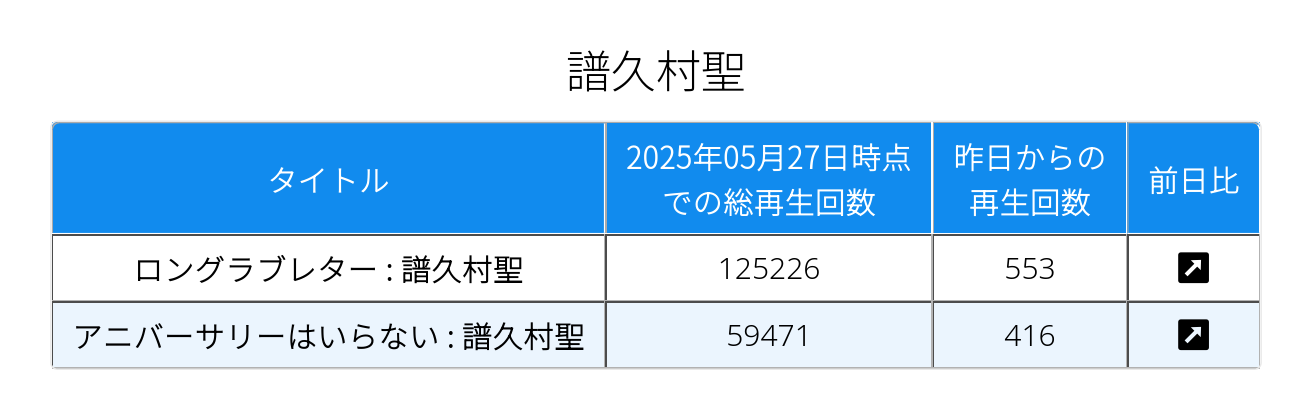 譜久村聖
タイトル
2025年05月27日時点
での総再生回数
昨日からの
再生回数
前日比
ロングラブレター : 譜久村聖
125226
553
アニバーサリーはいらない : 譜久村聖
59471
416